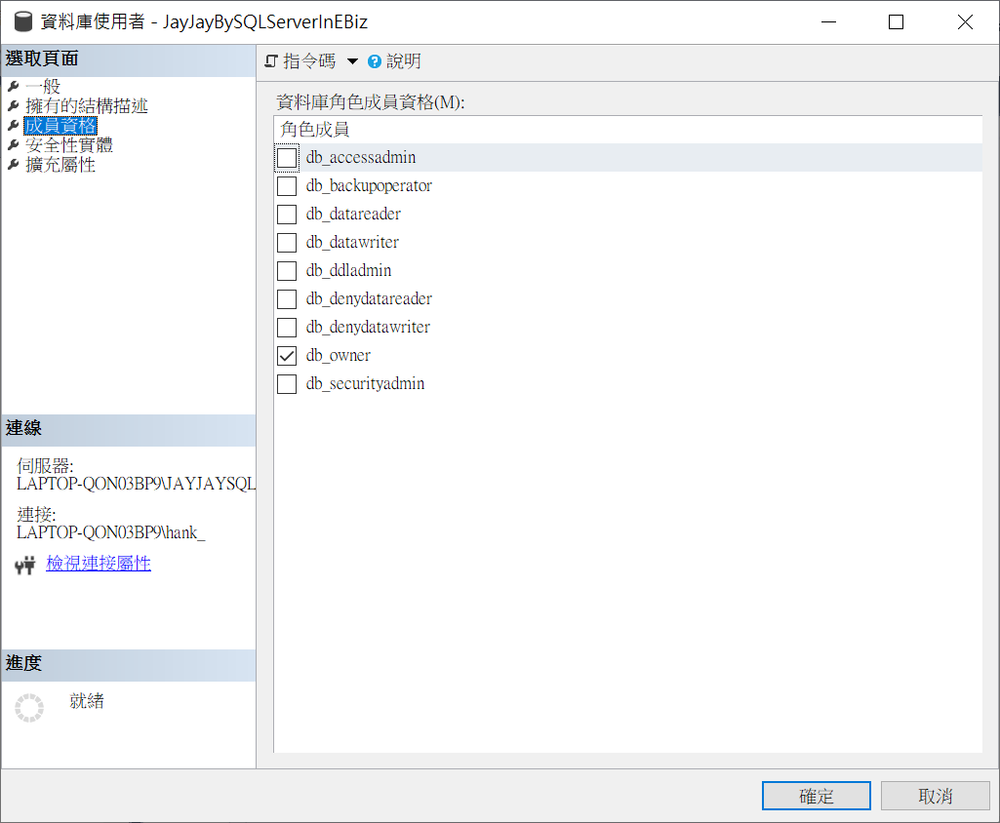 資料庫使用者 - JayJayBySQLServerInEBiz
選取頁面
一般
擁有的結構描述
成員資格
安全性實體
擴充屬性
指令碼
說明
資料庫角色成員資格(M):
角色成員
db_accessadmin
db_backupoperator
db_datareader
db_datawriter
db_ddladmin
db_denydatareader
db_denydatawriter
db_owner
db_securityadmin
連線
伺服器:
LAPTOP-QON03BP9\JAYJAYSQL
連接:
LAPTOP-QON03BP9\hank_
檢視連接屬性
進度
就緒
確定
取消